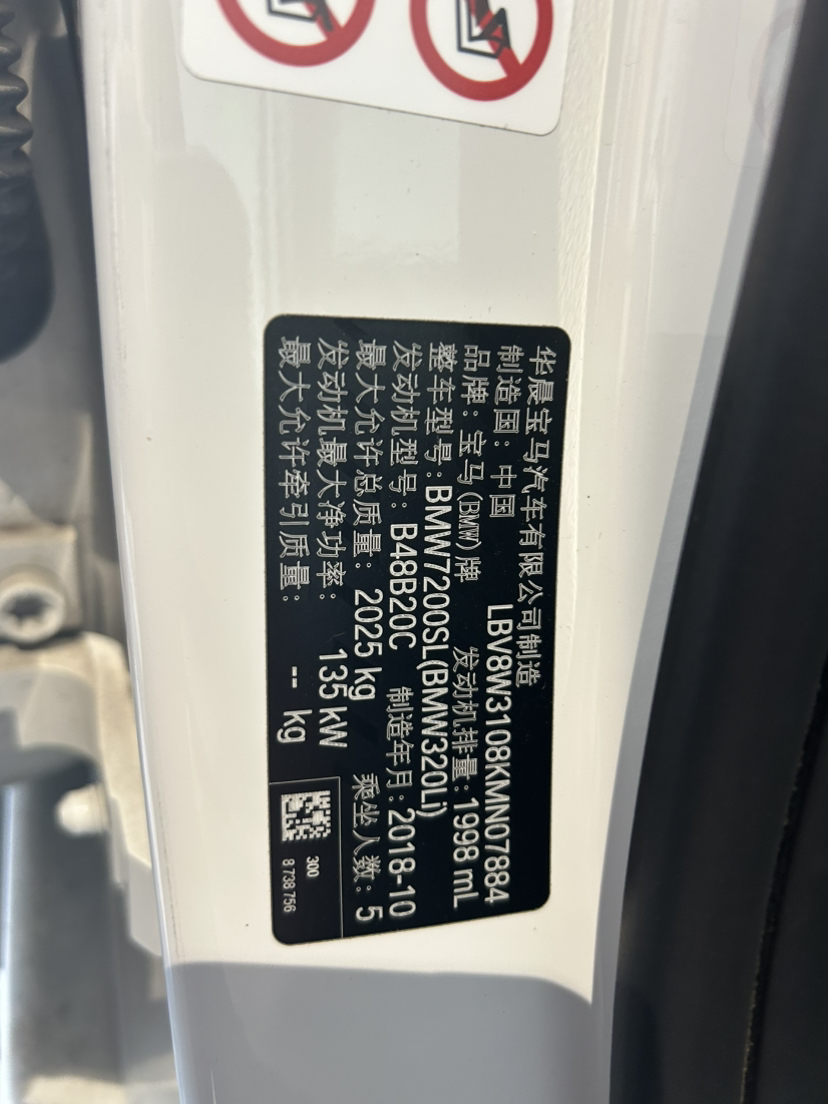 华晨宝马汽车有限公司制造
制造国：中国 LBV8W3108KMN07884
品牌：宝马(BMW)牌 发动机排量:1998 mL
整车型号:BMW7200SL(BMW320Li)
发动机型号：B48B20C 制造年月:2018-10
最大允许总质量：2025 kg 乘坐人数：5
发动机最大净功率：135 kW
最大允许牵引质量： -- kg
300
8 738 756